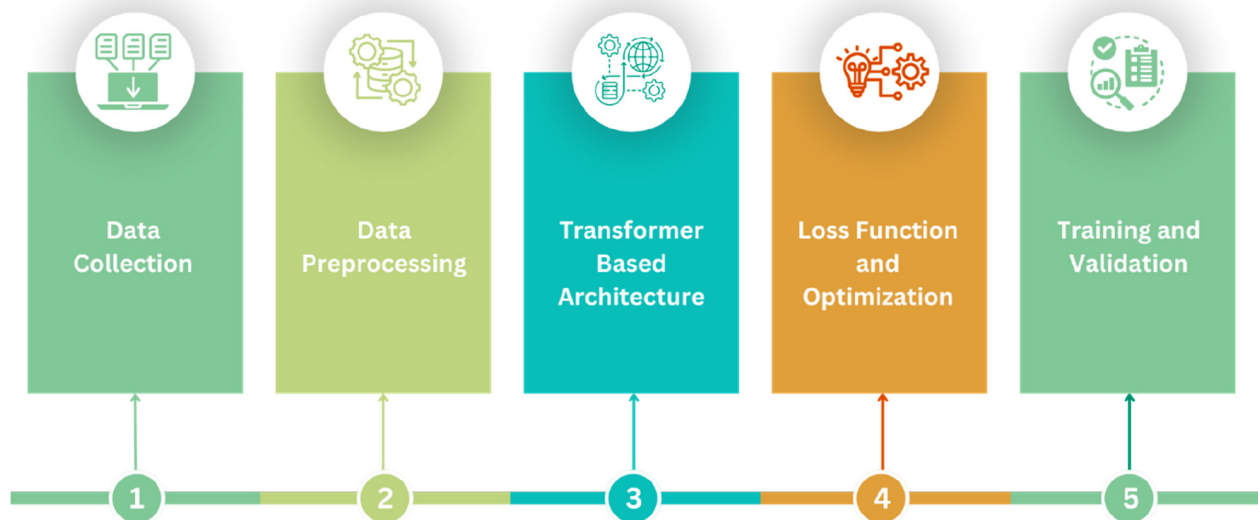 Data
Collection
Data
Preprocessing
Transformer
Based
Architecture
Loss Function
and
Optimization
Training and
Validation
1
2
3
4
5